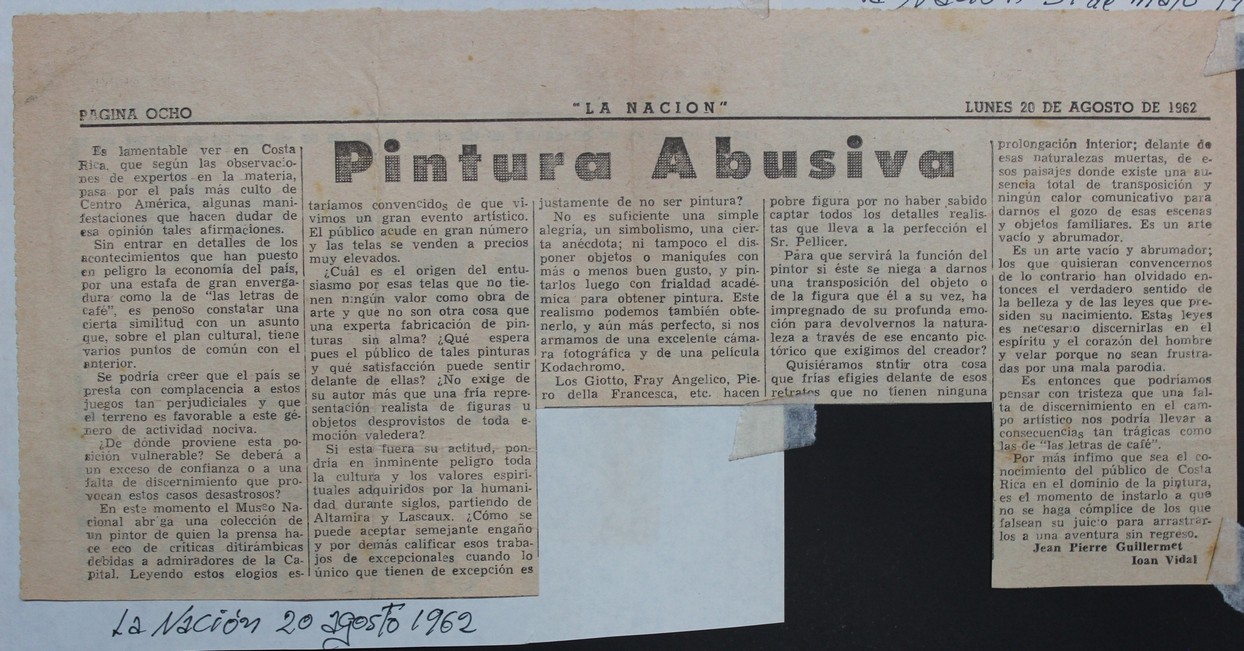 La Nación 31 de mayo 19
PAGINA OCHO
"LA NACION"
LUNES 20 DE AGOSTO DE 1962
Pintura Abusiva
Es lamentable ver en Costa
Rica, que según las observacio-
nes de expertos en la materia,
pasa por el país más culto de
Centro América, algunas mani-
festaciones que hacen dudar de
esa opinión tales afirmaciones.
Sin entrar en detalles de los
acontecimientos que han puesto
en peligro la economía del país,
por una estafa de gran enverga-
dura como la de "las letras de
café", es penoso constatar una
cierta similitud con un asunto
que, sobre el plan cultural, tiene
varios puntos de común con el
anterior.
Se podría creer que el país se
presta con complacencia a estos
juegos tan perjudiciales y que
el terreno es favorable a este gé-
nero de actividad nociva.
¿De dónde proviene esta po-
sición vulnerable? Se deberá a
un exceso de confianza o a una
falta de discernimiento que pro-
vocan estos casos desastrosos?
En este momento el Museo Na-
cional abriga una colección de
un pintor de quien la prensa ha-
ce eco de críticas ditirámbicas
debidas a admiradores de la Ca-
pital. Leyendo estos elogios es-
taríamos convencidos de que vi-
vimos un gran evento artístico.
El público acude en gran número
y las telas se venden a precios
muy elevados.
¿Cuál es el origen del entu-
siasmo por esas telas que no tie-
nen ningún valor como obra de
arte y que no son otra cosa que
una experta fabricación de pin-
turas sin alma? ¿Qué espera
pues el público de tales pinturas
y qué satisfacción puede sentir
delante de ellas? ¿No exige de
su autor más que una fría repre-
sentación realista de figuras u
objetos desprovistos de toda e-
moción valedera?
Si esta fuera su actitud, pon-
dría en inminente peligro toda
la cultura y los valores espiri-
tuales adquiridos por la humani-
dad durante siglos, partiendo de
Altamira y Lascaux. ¿Cómo se
puede aceptar semejante engaño
y por demás calificar esos traba-
jos de excepcionales cuando lo
único que tienen de excepción es
justamente de no ser pintura?
No es suficiente una simple
alegría, un simbolismo, una cier-
ta anécdota; ni tampoco el dis-
poner objetos o maniquíes con
más o menos buen gusto, y pin-
tarlos luego con frialdad acadé-
mica para obtener pintura. Este
realismo podemos también obte-
nerlo, y aún más perfecto, si nos
armamos de una excelente cáma-
ra fotográfica y de una película
Kodachromo.
Los Giotto, Fray Angelico, Pie-
ro della Francesca, etc. hacen
pobre figura por no haber sabido
captar todos los detalles realis-
tas que lleva a la perfección el
Sr. Pellicer.
Pára que servirá la función del
pintor si éste se niega a darnos
una transposición del objeto o
de la figura que él a su vez, ha
impregnado de su profunda emo-
ción para devolvernos la natura-
leza a través de ese encanto pic-
tórico que exigimos del creador?
Quisiéramos stntir otra cosa
que frías efigies delante de esos
retratos que no tienen ninguna
prolongación interior; delante de
esas naturalezas muertas, de e-
sos paisajes donde existe una au-
sencia total de transposición y
ningún calor comunicativo para
darnos el gozo de esas escenas
y objetos familiares. Es un arte
vacío y abrumador.
Es un arte vacío y abrumador;
los que quisieran convencernos
de lo contrario han olvidado en-
tonces el verdadero sentido de
la belleza y de las leyes que pre-
siden su nacimiento. Estas leyes
es necesario discernirlas en el
espíritu y el corazón del hombre
y velar porque no sean frustra-
das por una mala parodia.
Es entonces que podríamos
pensar con tristeza que una fal-
ta de discernimiento en el cam-
po artístico nos podría llevar a
consecuencias tan trágicas como
las de "las letras de café".
Por más ínfimo que sea el co-
nocimiento del público de Costa
Rica en el dominio de la pintura,
es el momento de instarlo a que
no se haga cómplice de los que
falsean su juicio para arrastrar-
los a una aventura sin regreso.
Jean Pierre Guillermet
Ioan Vidal
La Nación 20 agosto 1962